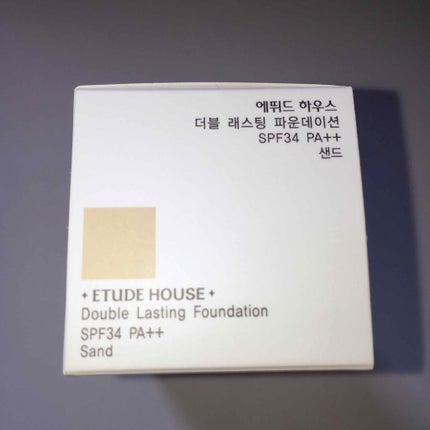 에뛰드 하우스
더블 래스팅 파운데이션
SPF34 PA++
샌드
ETUDE HOUSE
Double Lasting Foundation
SPF34 PA++
Sand